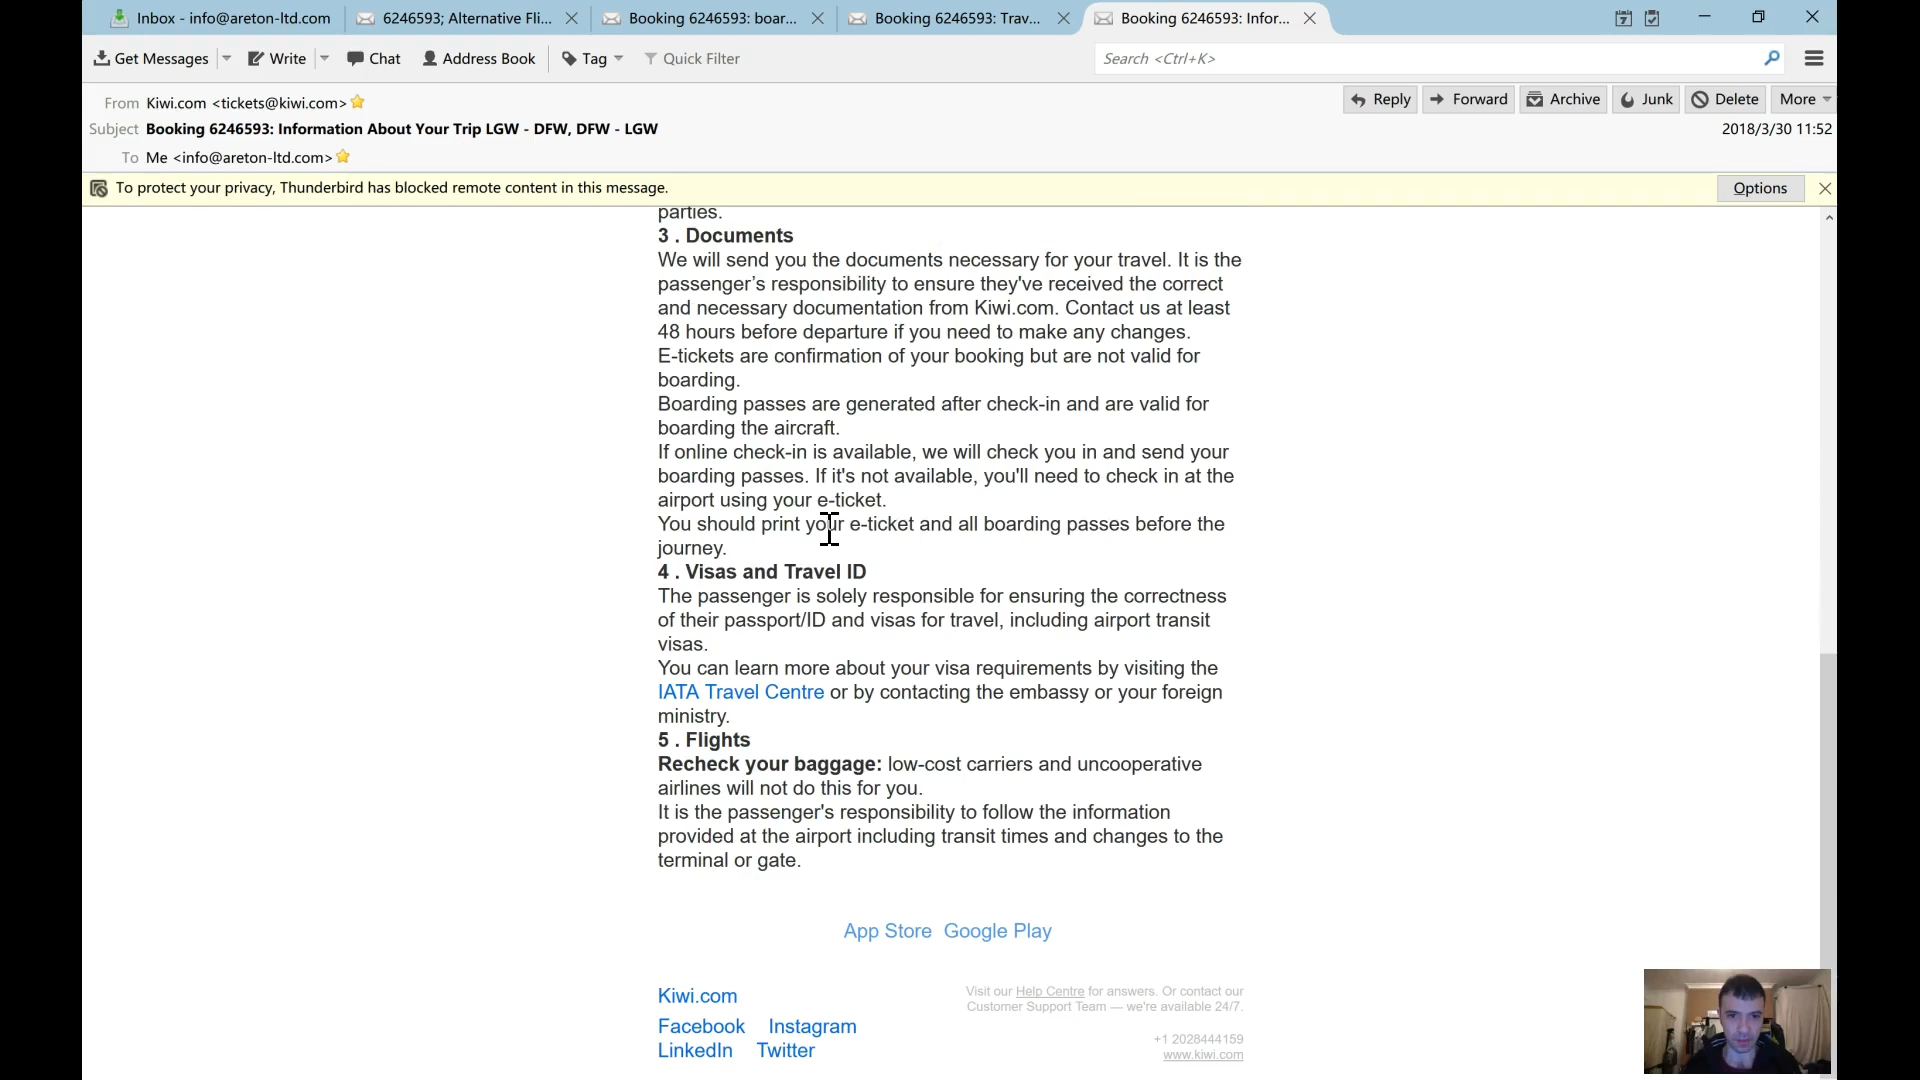 Inbox - info@areton-ltd.com
6246593; Alternative Fli...
Booking 6246593: boar...
Booking 6246593: Trav...
Booking 6246593: Infor...
7
Get Messages
Write
Chat
Address Book
Tag
Quick Filter
Search <Ctrl+K>
From Kiwi.com <tickets@kiwi.com>
Reply
Forward
Archive
Junk
Delete
More
Subject Booking 6246593: Information About Your Trip LGW - DFW, DFW - LGW
2018/3/30 11:52
To Me <info@areton-ltd.com>
To protect your privacy, Thunderbird has blocked remote content in this message.
Options
parties.
3 . Documents
We will send you the documents necessary for your travel. It is the
passenger’s responsibility to ensure they've received the correct
and necessary documentation from Kiwi.com. Contact us at least
48 hours before departure if you need to make any changes.
E-tickets are confirmation of your booking but are not valid for
boarding.
Boarding passes are generated after check-in and are valid for
boarding the aircraft.
If online check-in is available, we will check you in and send your
boarding passes. If it's not available, you'll need to check in at the
airport using your e-ticket.
You should print your e-ticket and all boarding passes before the
journey.
4 . Visas and Travel ID
The passenger is solely responsible for ensuring the correctness
of their passport/ID and visas for travel, including airport transit
visas.
You can learn more about your visa requirements by visiting the
IATA Travel Centre or by contacting the embassy or your foreign
ministry.
5 . Flights
Recheck your baggage: low-cost carriers and uncooperative
airlines will not do this for you.
It is the passenger's responsibility to follow the information
provided at the airport including transit times and changes to the
terminal or gate.
App Store Google Play
Kiwi.com
Facebook Instagram
LinkedIn Twitter
Visit our Help Centre for answers. Or contact our
Customer Support Team — we're available 24/7.
+1 2028444159
www.kiwi.com